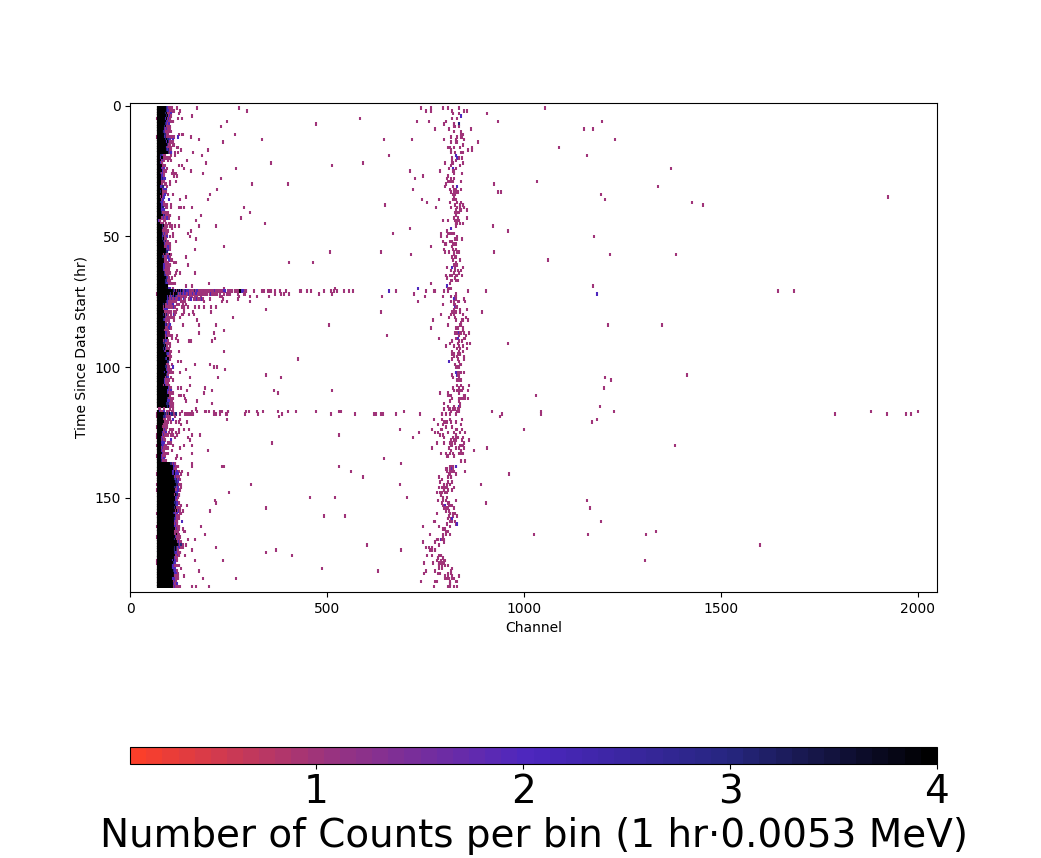 0
50
100
150
Time Since Data Start (hr)
0 500 1000 1500 2000
Channel
1 2 3 4
Number of Counts per bin (1 hr·0.0053 MeV)